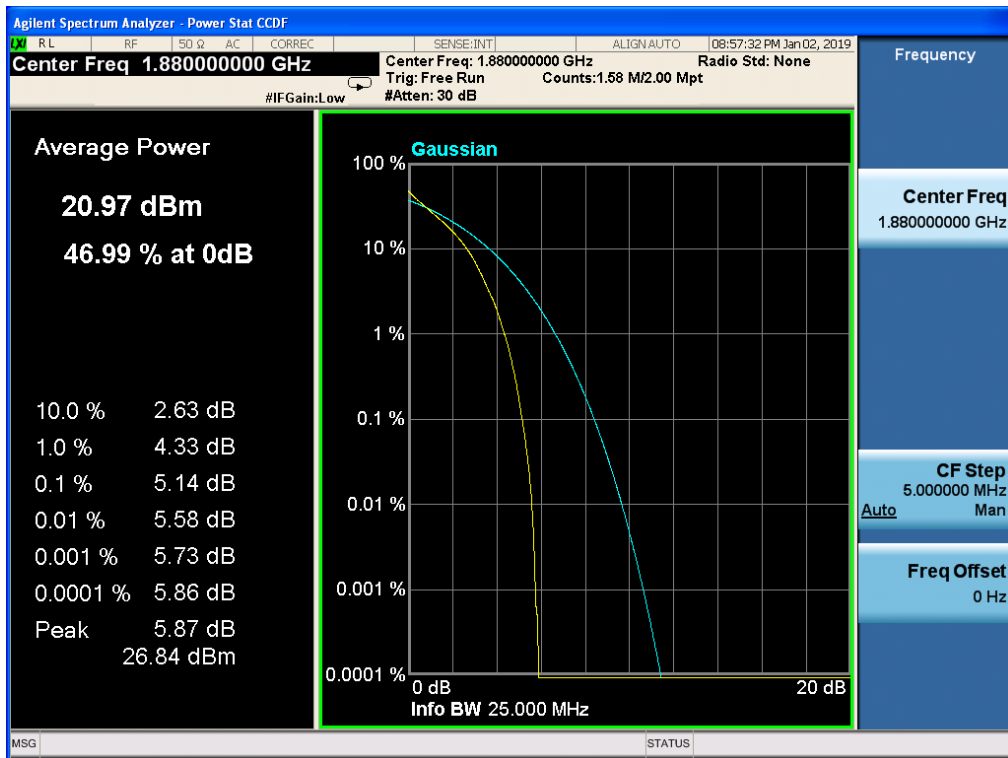 Agilent Spectrum Analyzer - Power Stat CCDF
LXI RL RF 50 Ω AC CORREC SENSE:INT ALIGN AUTO 08:57:32 PM Jan 02, 2019
Center Freq 1.880000000 GHz
Center Freq: 1.880000000 GHz Radio Std: None
Trig: Free Run Counts:1.58 M/2.00 Mpt
#IFGain:Low #Atten: 30 dB
Average Power
20.97 dBm
46.99 % at 0dB
10.0 % 2.63 dB
1.0 % 4.33 dB
0.1 % 5.14 dB
0.01 % 5.58 dB
0.001 % 5.73 dB
0.0001 % 5.86 dB
Peak 5.87 dB
26.84 dBm
Gaussian
100 %
10 %
1 %
0.1 %
0.01 %
0.001 %
0.0001 %
0 dB 20 dB
Info BW 25.000 MHz
Frequency
Center Freq
1.880000000 GHz
CF Step
5.000000 MHz
Auto Man
Freq Offset
0 Hz
MSG STATUS